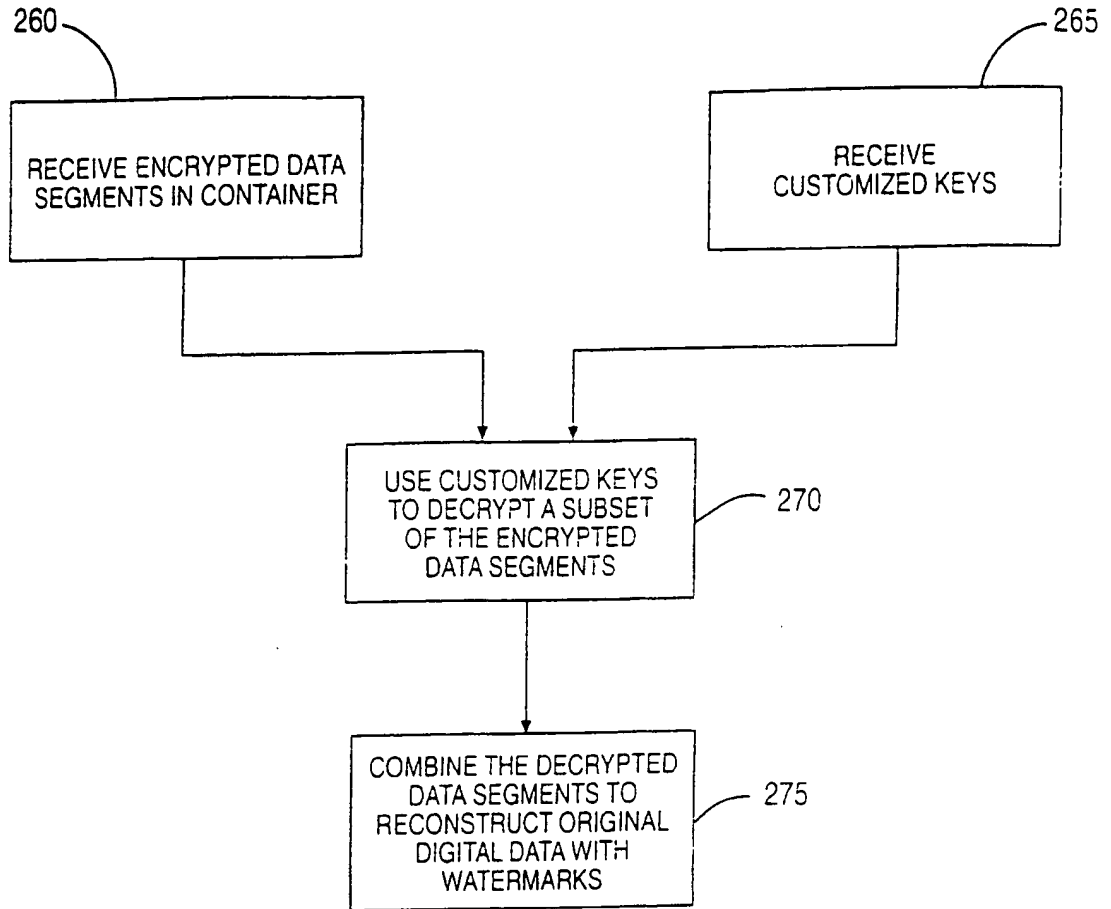 260
265
RECEIVE ENCRYPTED DATA
SEGMENTS IN CONTAINER
RECEIVE
CUSTOMIZED KEYS
USE CUSTOMIZED KEYS
TO DECRYPT A SUBSET
OF THE ENCRYPTED
DATA SEGMENTS
270
COMBINE THE DECRYPTED
DATA SEGMENTS TO
RECONSTRUCT ORIGINAL
DIGITAL DATA WITH
WATERMARKS
275